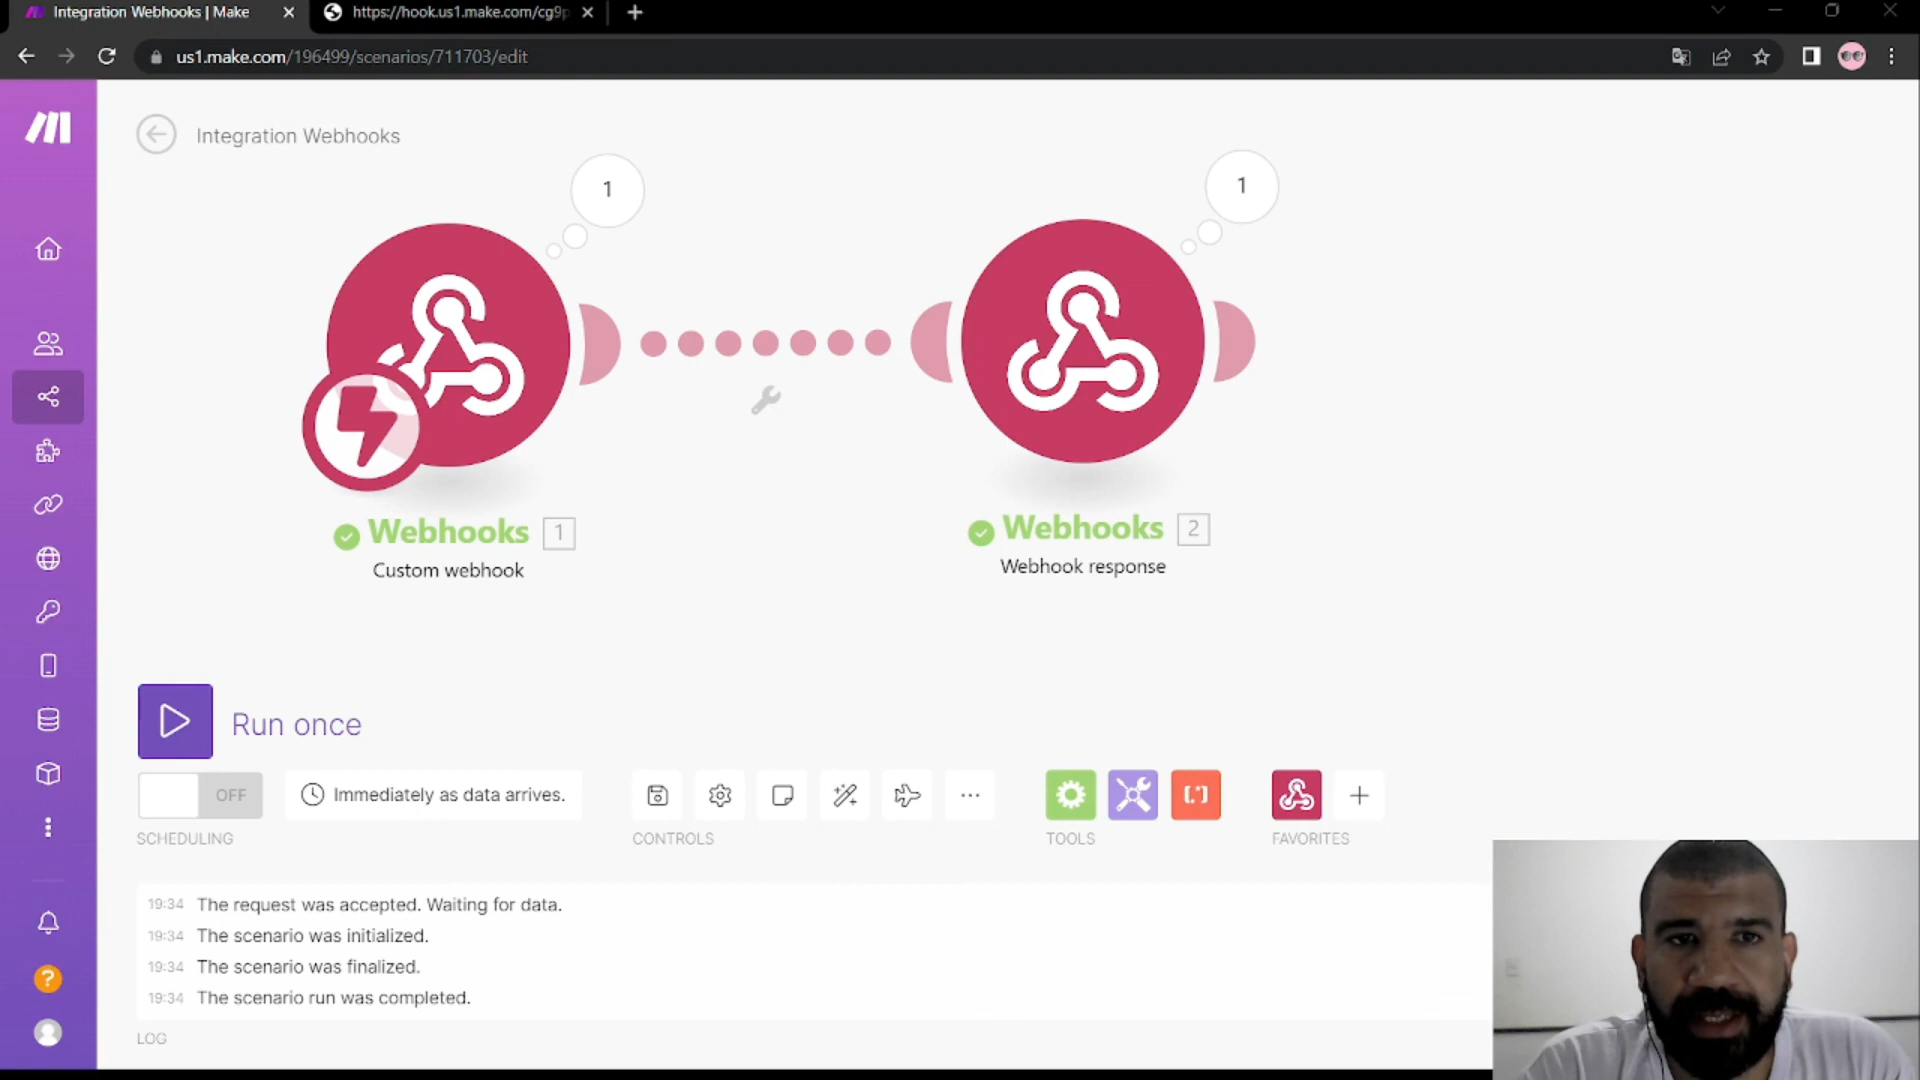 Integration Webhooks | Make
https://hook.us1.make.com/cg9p
us1.make.com/196499/scenarios/711703/edit
Integration Webhooks
1
1
Webhooks 1
Custom webhook
Webhooks 2
Webhook response
Run once
OFF
Immediately as data arrives.
SCHEDULING
CONTROLS
TOOLS
FAVORITES
19:34 The request was accepted. Waiting for data.
19:34 The scenario was initialized.
19:34 The scenario was finalized.
19:34 The scenario run was completed.
LOG